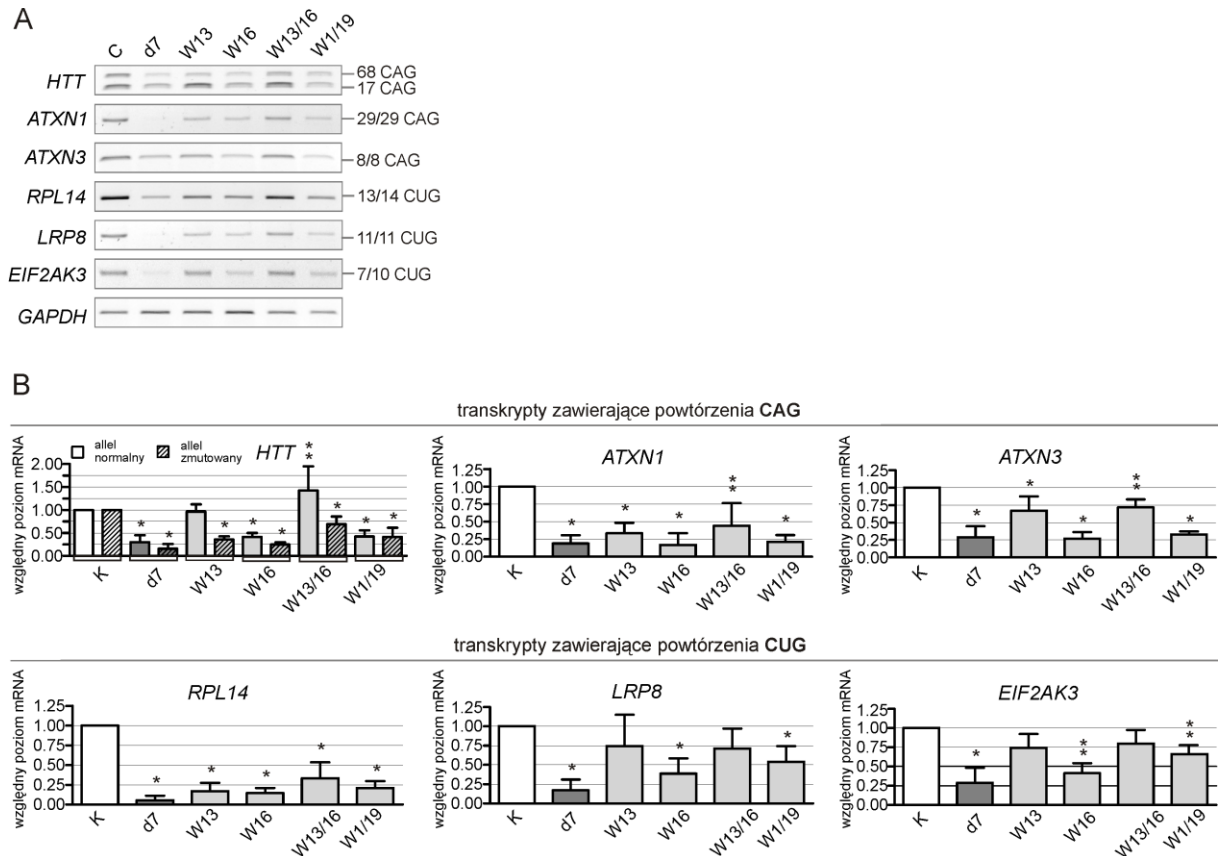 A
C d7 W13 W16 W13/16 W1/19
HTT 68 CAG
17 CAG
ATXN1 29/29 CAG
ATXN3 8/8 CAG
RPL14 13/14 CUG
LRP8 11/11 CUG
EIF2AK3 7/10 CUG
GAPDH
B
transkrypty zawierające powtórzenia CAG
względny poziom mRNA
allel normalny
allel zmutowany
HTT
2.00
1.50
1.00
0.50
0.00
* * * * * * * * * *
K d7 W13 W16 W13/16 W1/19
względny poziom mRNA
ATXN1
1.25
1.00
0.75
0.50
0.25
0.00
* * * * * *
K d7 W13 W16 W13/16 W1/19
względny poziom mRNA
ATXN3
1.25
1.00
0.75
0.50
0.25
0.00
* * * * * *
K d7 W13 W16 W13/16 W1/19
transkrypty zawierające powtórzenia CUG
względny poziom mRNA
RPL14
1.25
1.00
0.75
0.50
0.25
0.00
* * * * *
K d7 W13 W16 W13/16 W1/19
względny poziom mRNA
LRP8
1.25
1.00
0.75
0.50
0.25
0.00
* * *
K d7 W13 W16 W13/16 W1/19
względny poziom mRNA
EIF2AK3
1.25
1.00
0.75
0.50
0.25
0.00
* * * * *
K d7 W13 W16 W13/16 W1/19